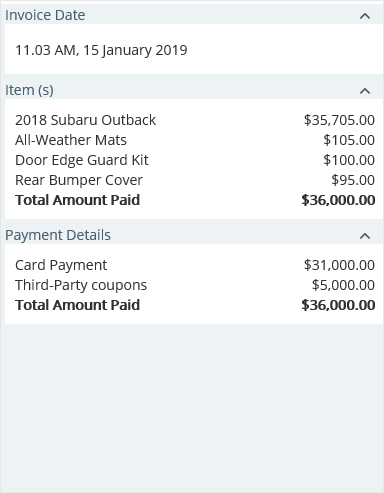 Invoice Date
11.03 AM, 15 January 2019
Item (s)
2018 Subaru Outback $35,705.00
All-Weather Mats $105.00
Door Edge Guard Kit $100.00
Rear Bumper Cover $95.00
Total Amount Paid $36,000.00
Payment Details
Card Payment $31,000.00
Third-Party coupons $5,000.00
Total Amount Paid $36,000.00